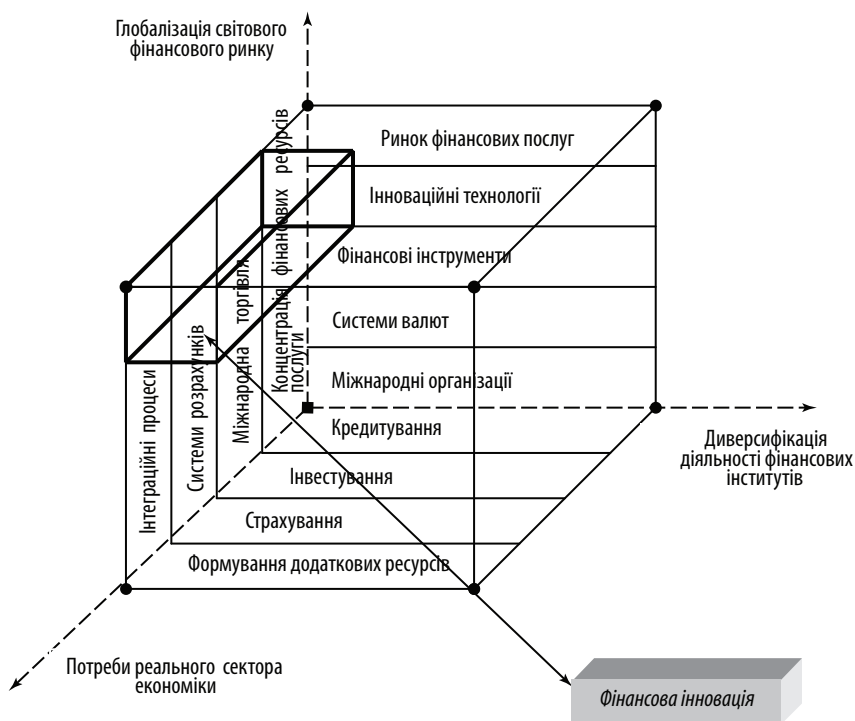 Глобалізація світового
фінансового ринку
Ринок фінансових послуг
Інноваційні технології
Фінансові інструменти
Системи валют
Міжнародні організації
Кредитування
Інвестування
Страхування
Формування додаткових ресурсів
Інтеграційні процеси
Системи розрахунків
Міжнародна торгівля
Концентрація фінансових ресурсів
послуги
Диверсифікація
діяльності фінансових
інститутів
Потреби реального сектора
економіки
Фінансова інновація